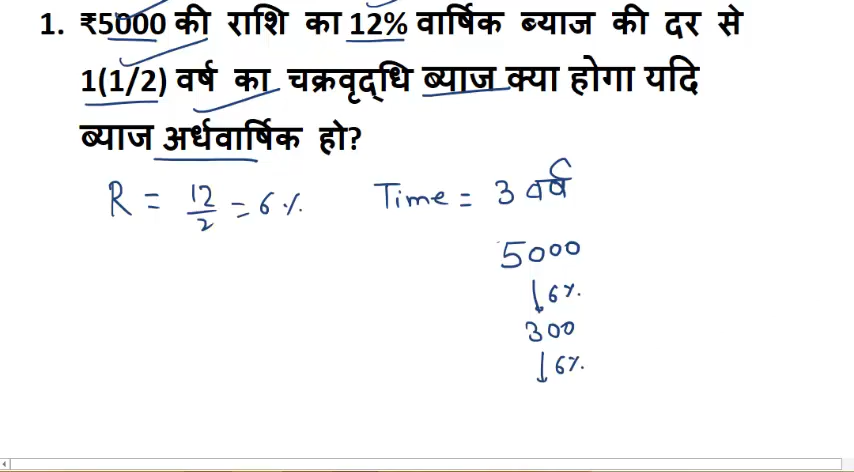 1. ₹5000 की राशि का 12% वार्षिक ब्याज की दर से
1(1/2) वर्ष का चक्रवृद्धि ब्याज क्या होगा यदि
ब्याज अर्धवार्षिक हो?
R = 12/2 = 6% Time = 3 वर्ष
5000
↓6%.
300
↓6%.